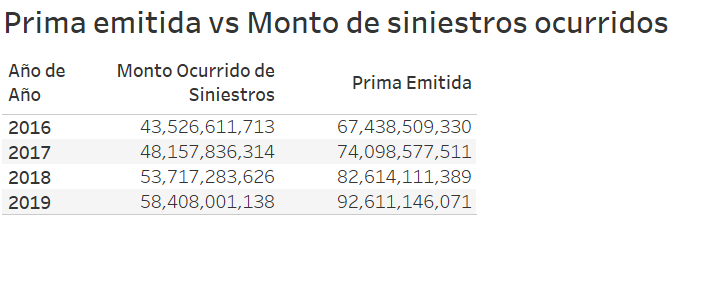 Prima emitida vs Monto de siniestros ocurridos
Año de Año Monto Ocurrido de Siniestros Prima Emitida
2016 43,526,611,713 67,438,509,330
2017 48,157,836,314 74,098,577,511
2018 53,717,283,626 82,614,111,389
2019 58,408,001,138 92,611,146,071